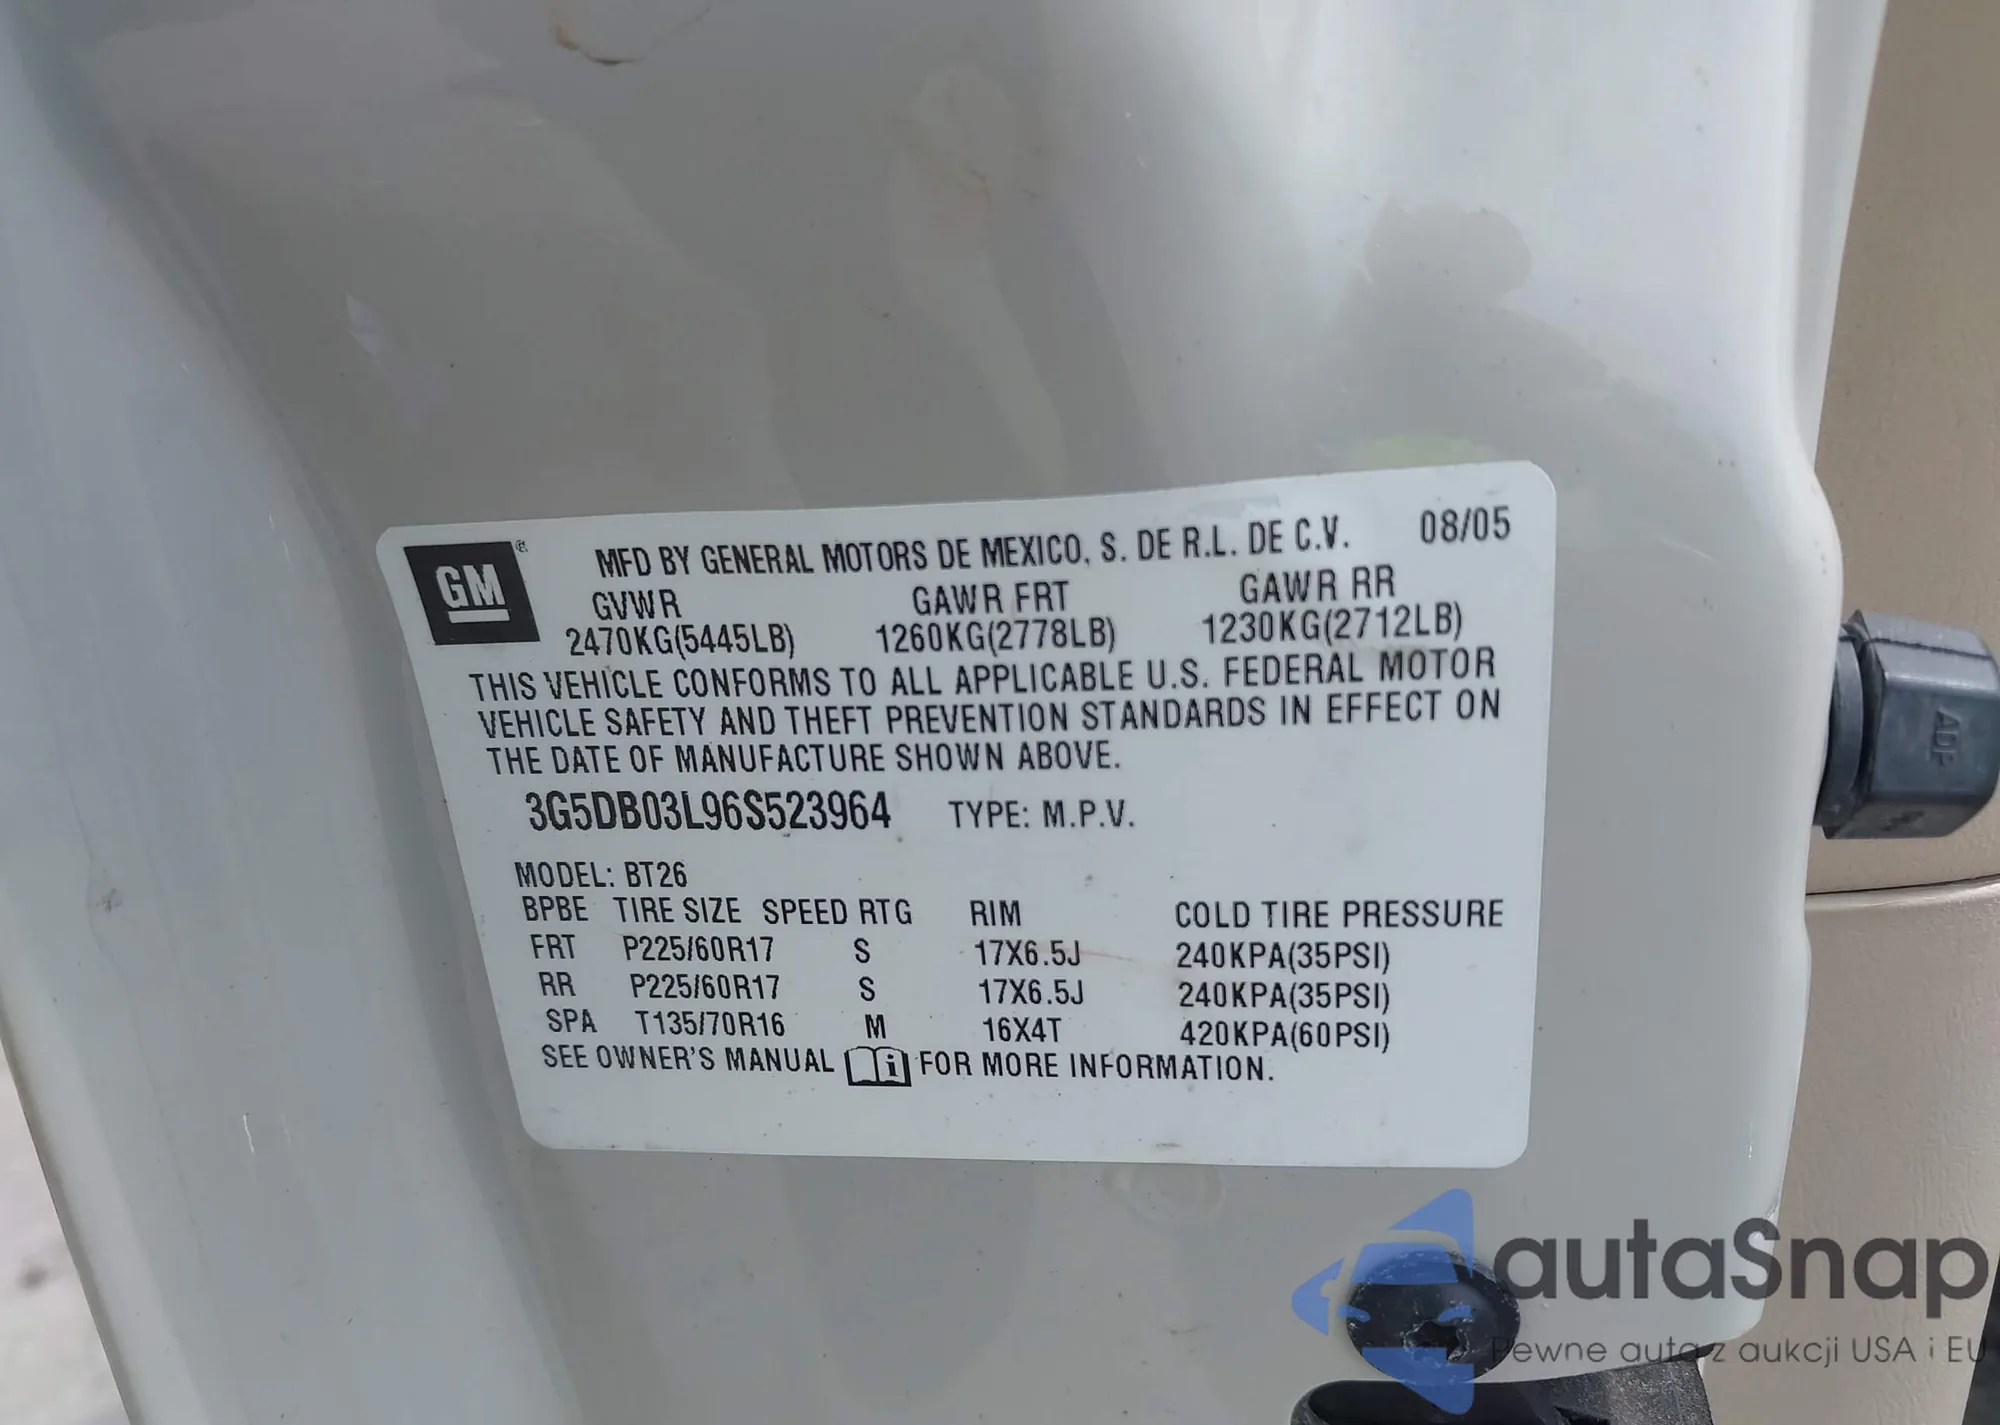 GM®
MFD BY GENERAL MOTORS DE MEXICO, S. DE R.L. DE C.V. 08/05
GVWR GAWR FRT GAWR RR
2470KG(5445LB) 1260KG(2778LB) 1230KG(2712LB)
THIS VEHICLE CONFORMS TO ALL APPLICABLE U.S. FEDERAL MOTOR
VEHICLE SAFETY AND THEFT PREVENTION STANDARDS IN EFFECT ON
THE DATE OF MANUFACTURE SHOWN ABOVE.
3G5DB03L96S523964 TYPE: M.P.V.
MODEL: BT26
BPBE TIRE SIZE SPEED RTG RIM COLD TIRE PRESSURE
FRT P225/60R17 S 17X6.5J 240KPA(35PSI)
RR P225/60R17 S 17X6.5J 240KPA(35PSI)
SPA T135/70R16 M 16X4T 420KPA(60PSI)
SEE OWNER'S MANUAL i FOR MORE INFORMATION.
ADF
autaSnap
Pewne auta z aukcji USA i EU